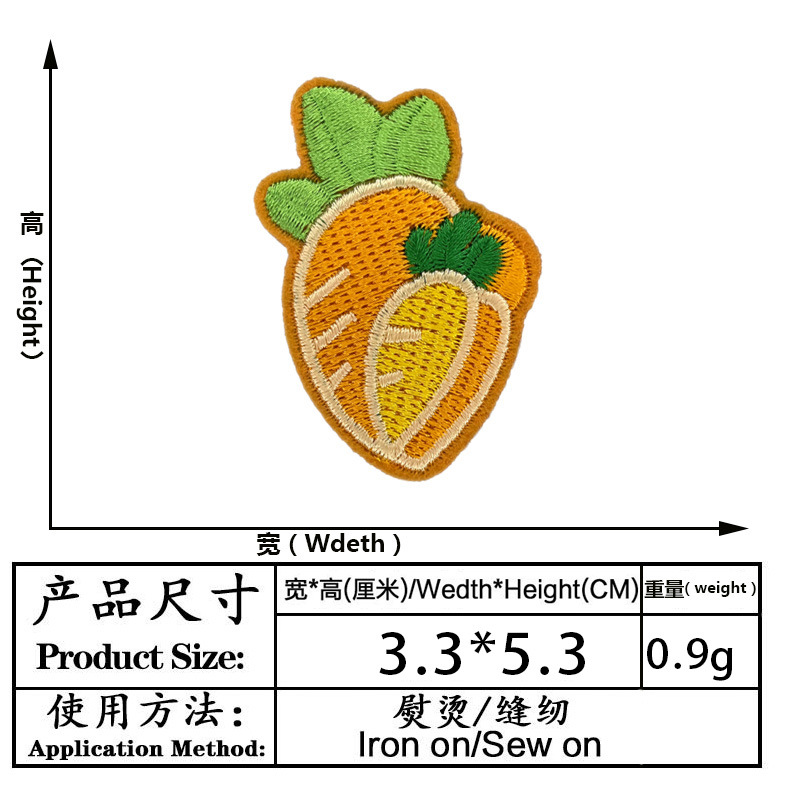 高(Height)
宽 ( Wdeth )
产品尺寸
Product Size:
宽*高(厘米)/Wedth*Height(CM)
重量( weight )
3.3*5.3
0.9g
使用方法:
Application Method:
熨烫/缝纫
Iron on/Sew on